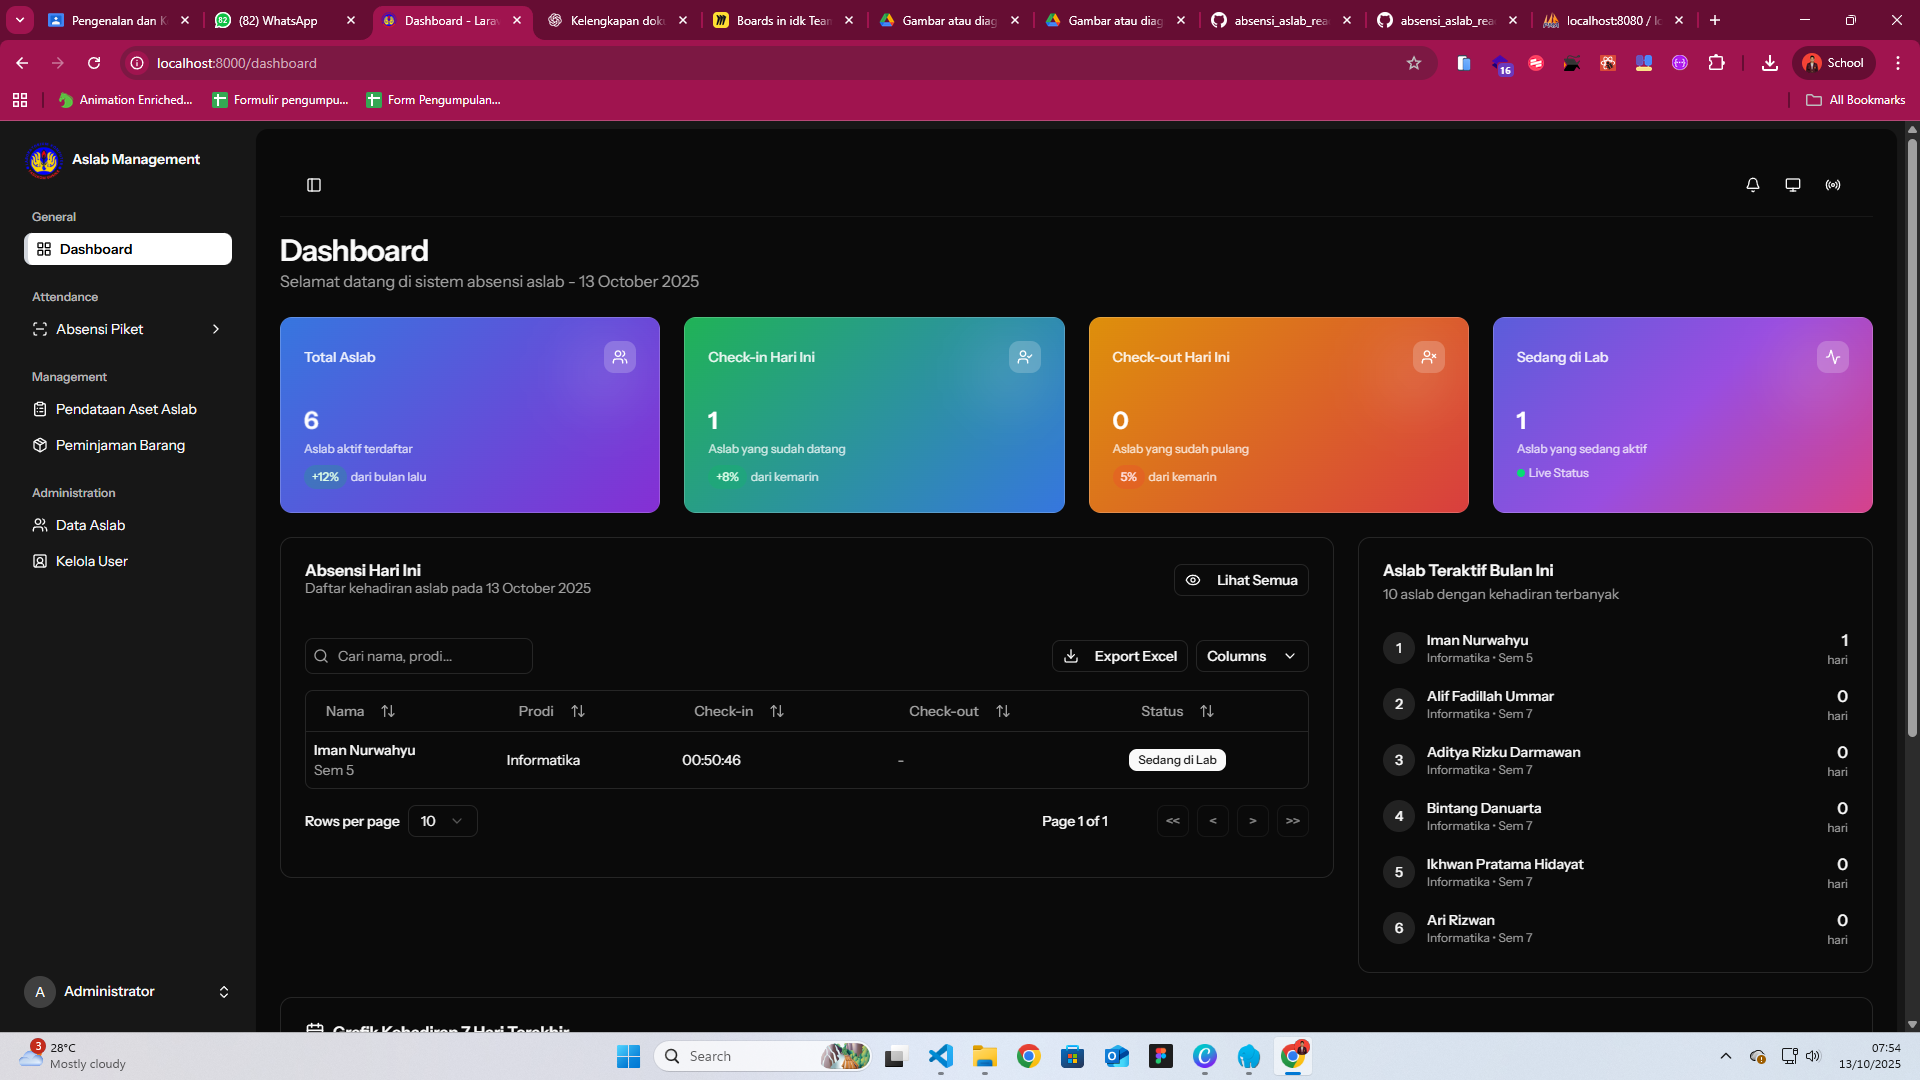 Pengenalan dan K
(82) WhatsApp
Dashboard - Larav
Kelengkapan doku
Boards in idk Team
Gambar atau diag
Gambar atau diag
absensi_aslab_rea
absensi_aslab_rea
localhost:8080 / lo
localhost:8000/dashboard
16
School
Animation Enriched...
Formulir pengumpu...
Form Pengumpulan...
All Bookmarks
Aslab Management
General
Dashboard
Attendance
Absensi Piket
Management
Pendataan Aset Aslab
Peminjaman Barang
Administration
Data Aslab
Kelola User
A
Administrator
Dashboard
Selamat datang di sistem absensi aslab - 13 October 2025
Total Aslab
6
Aslab aktif terdaftar
+12% dari bulan lalu
Check-in Hari Ini
1
Aslab yang sudah datang
+8% dari kemarin
Check-out Hari Ini
0
Aslab yang sudah pulang
5% dari kemarin
Sedang di Lab
1
Aslab yang sedang aktif
Live Status
Absensi Hari Ini
Daftar kehadiran aslab pada 13 October 2025
Lihat Semua
Cari nama, prodi...
Export Excel
Columns
Nama Prodi Check-in Check-out Status
Iman Nurwahyu
Sem 5
Informatika
00:50:46
-
Sedang di Lab
Rows per page 10
Page 1 of 1
<< < > >>
Aslab Teraktif Bulan Ini
10 aslab dengan kehadiran terbanyak
1 Iman Nurwahyu 1
Informatika • Sem 5 hari
2 Alif Fadillah Ummar 0
Informatika • Sem 7 hari
3 Aditya Rizku Darmawan 0
Informatika • Sem 7 hari
4 Bintang Danuarta 0
Informatika • Sem 7 hari
5 Ikhwan Pratama Hidayat 0
Informatika • Sem 7 hari
6 Ari Rizwan 0
Informatika • Sem 7 hari
Grafik Kehadiran 7 Hari Terakhir
3
28°C
Mostly cloudy
Search
07:54
13/10/2025